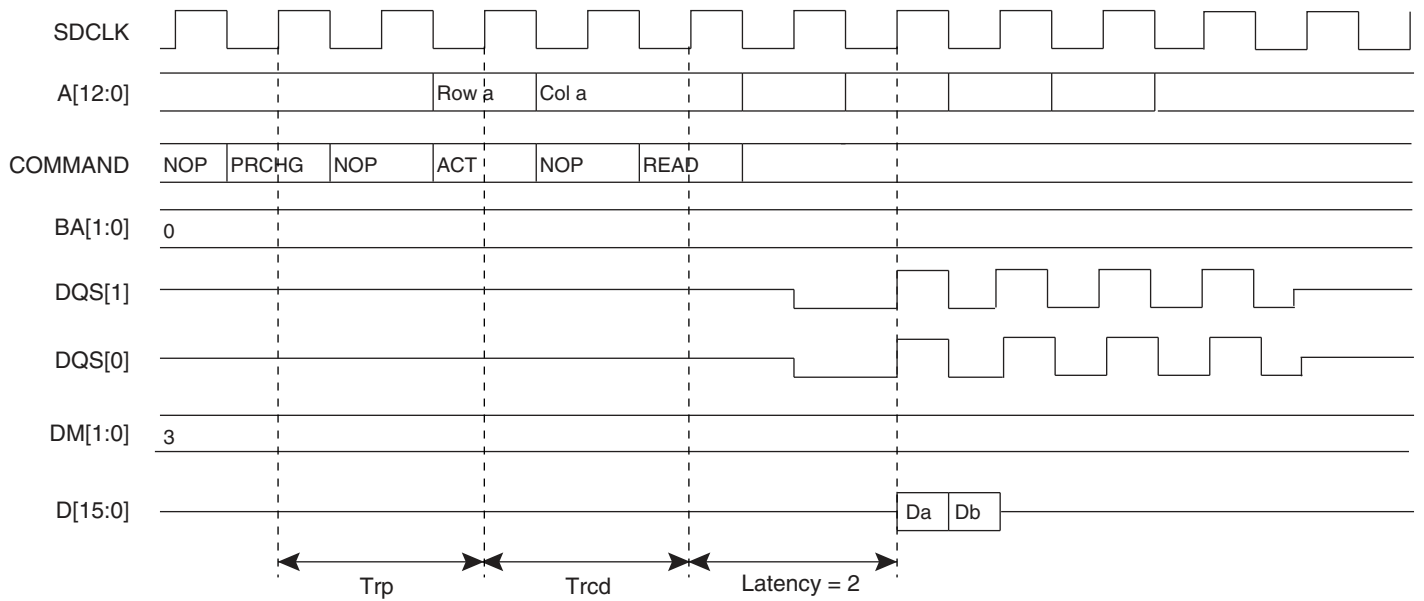 SDCLK
A[12:0] Row a Col a
COMMAND NOP PRCHG NOP ACT NOP READ
BA[1:0] 0
DQS[1]
DQS[0]
DM[1:0] 3
D[15:0] Da Db
Trp Trcd Latency = 2